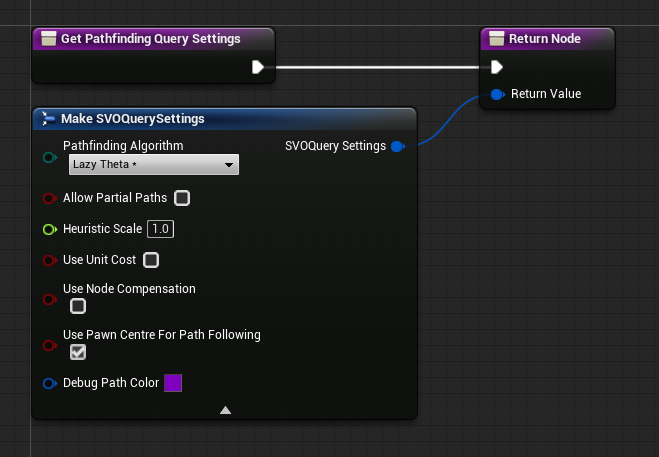 Get Pathfinding Query Settings
Return Node
Return Value
Make SVOQuerySettings
Pathfinding Algorithm
SVOQuery Settings
Lazy Theta *
Allow Partial Paths
Heuristic Scale 1.0
Use Unit Cost
Use Node Compensation
Use Pawn Centre For Path Following
Debug Path Color